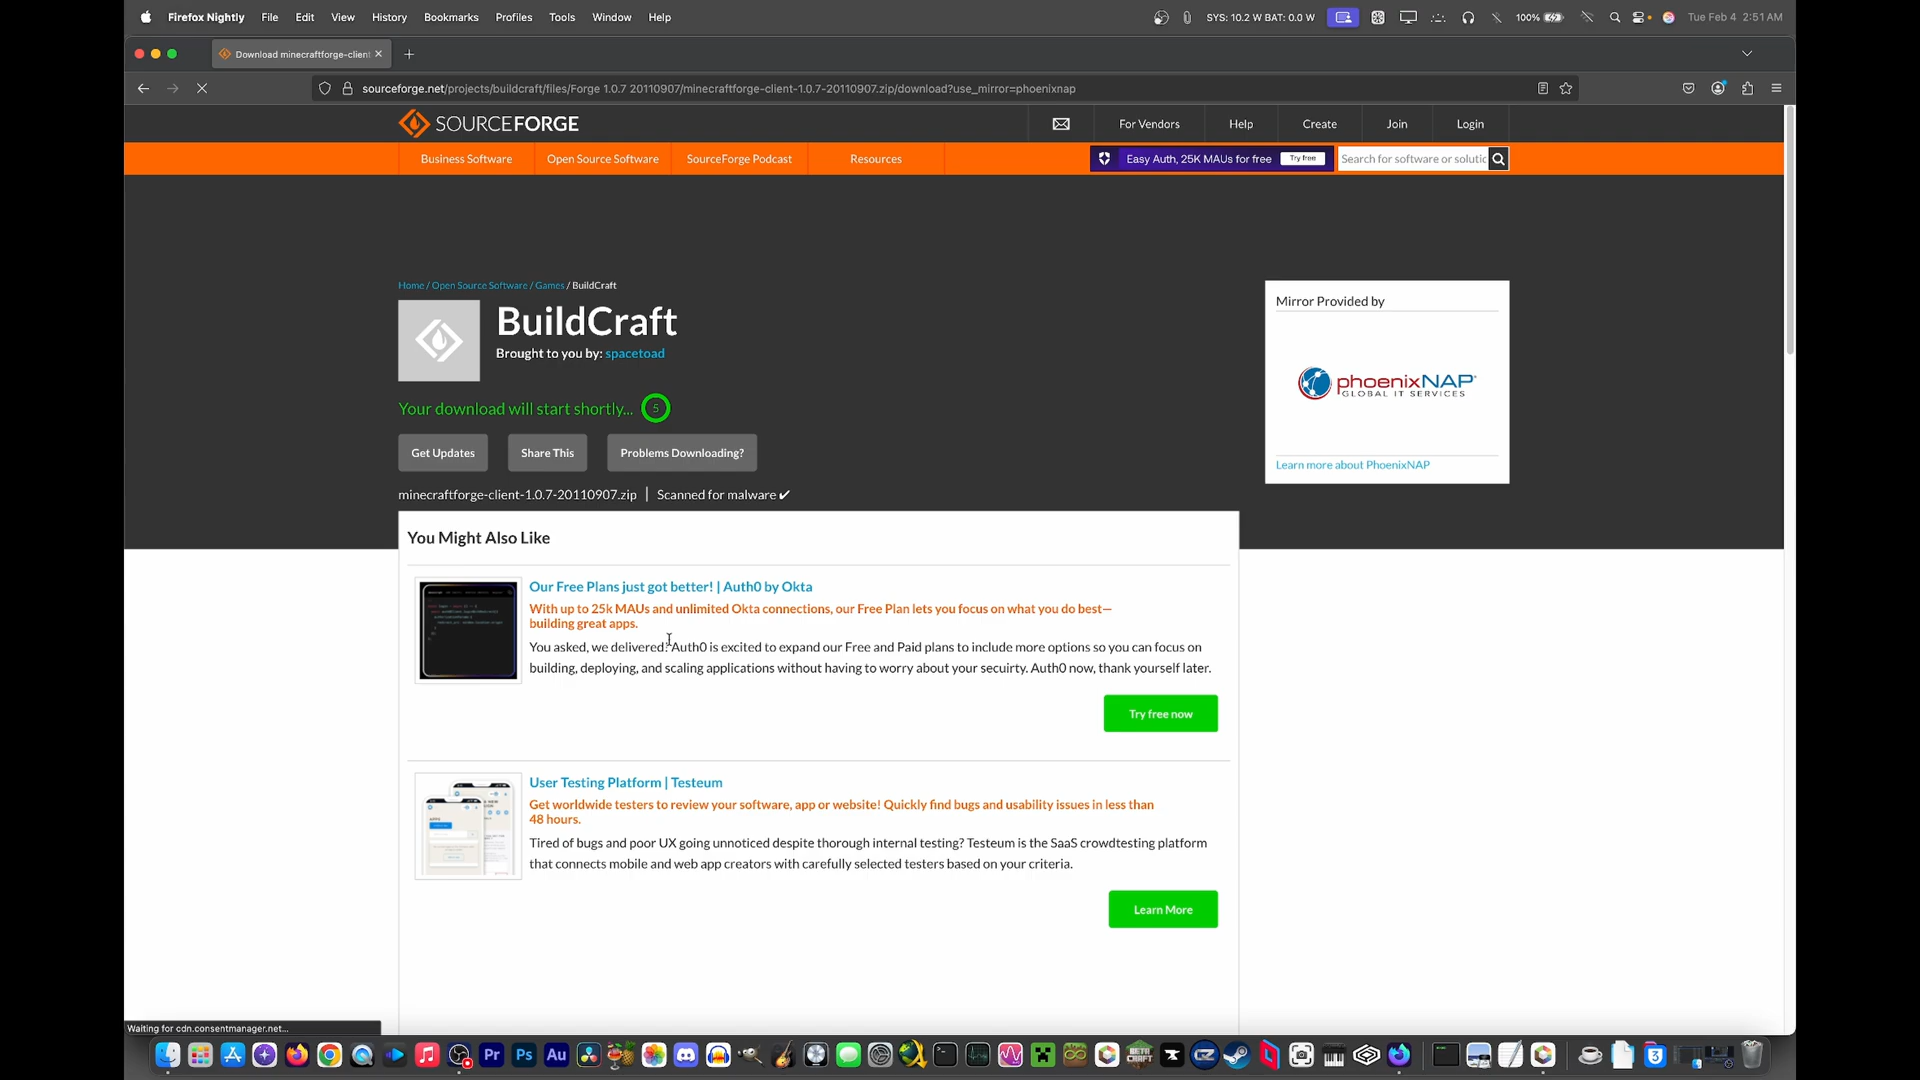 Firefox Nightly File Edit View History Bookmarks Profiles Tools Window Help SYS: 10.2 W BAT: 0.0 W 100% Tue Feb 4 2:51 AM
Download minecraftforge-client
sourceforge.net/projects/buildcraft/files/Forge 1.0.7 20110907/minecraftforge-client-1.0.7-20110907.zip/download?use_mirror=phoenixnap
SOURCEFORGE For Vendors Help Create Join Login
Business Software Open Source Software SourceForge Podcast Resources Easy Auth, 25K MAUs for free Try free Search for software or solutic
Home / Open Source Software / Games / BuildCraft
BuildCraft
Brought to you by: spacetoad
Your download will start shortly... 5
Get Updates Share This Problems Downloading?
minecraftforge-client-1.0.7-20110907.zip | Scanned for malware ✔
Mirror Provided by
phoenixNAP
GLOBAL IT SERVICES
Learn more about PhoenixNAP
You Might Also Like
Our Free Plans just got better! | Auth0 by Okta
With up to 25k MAUs and unlimited Okta connections, our Free Plan lets you focus on what you do best—
building great apps.
You asked, we delivered! Auth0 is excited to expand our Free and Paid plans to include more options so you can focus on
building, deploying, and scaling applications without having to worry about your secuirty. Auth0 now, thank yourself later.
Try free now
User Testing Platform | Testeum
Get worldwide testers to review your software, app or website! Quickly find bugs and usability issues in less than
48 hours.
Tired of bugs and poor UX going unnoticed despite thorough internal testing? Testeum is the SaaS crowdtesting platform
that connects mobile and web app creators with carefully selected testers based on your criteria.
Learn More
Waiting for cdn.consentmanager.net...
Pr Ps Au BETA CRAFT 3